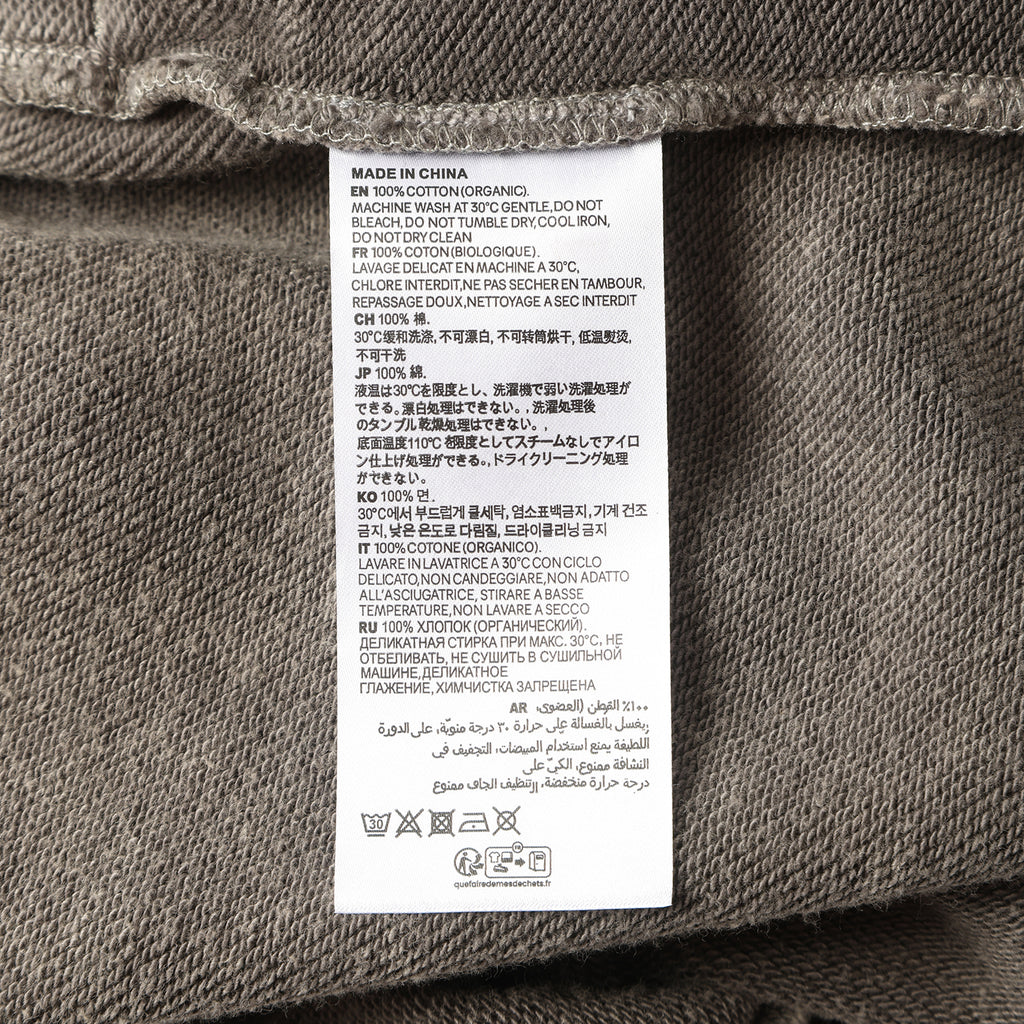 MADE IN CHINA
EN 100% COTTON (ORGANIC).
MACHINE WASH AT 30°C GENTLE, DO NOT
BLEACH, DO NOT TUMBLE DRY, COOL IRON,
DO NOT DRY CLEAN
FR 100% COTON (BIOLOGIQUE).
LAVAGE DELICAT EN MACHINE A 30°C,
CHLORE INTERDIT, NE PAS SECHER EN TAMBOUR,
REPASSAGE DOUX, NETTOYAGE A SEC INTERDIT
CH 100% 棉.
30°C缓和洗涤, 不可漂白, 不可转筒烘干, 低温熨烫,
不可干洗
JP 100% 綿.
液温は30℃を限度とし、洗濯機で弱い洗濯処理が
できる。漂白処理はできない。, 洗濯処理後
のタンブル乾燥処理はできない。,
底面温度110℃ を限度としてスチームなしでアイロ
ン仕上げ処理ができる。, ドライクリーニング処理
ができない。
KO 100% 면.
30°C에서 부드럽게 클세탁, 염소표백금지, 기계 건조
금지, 낮은 온도로 다림질, 드라이클리닝 금지
IT 100% COTONE (ORGANICO).
LAVARE IN LAVATRICE A 30°C CON CICLO
DELICATO, NON CANDEGGIARE, NON ADATTO
ALL'ASCIUGATRICE, STIRARE A BASSE
TEMPERATURE, NON LAVARE A SECCO
RU 100% ХЛОПОК (ОРГАНИЧЕСКИЙ).
ДЕЛИКАТНАЯ СТИРКА ПРИ МАКС. 30°С, НЕ
ОТБЕЛИВАТЬ, НЕ СУШИТЬ В СУШИЛЬНОЙ
МАШИНЕ, ДЕЛИКАТНОЕ
ГЛАЖЕНИЕ, ХИМЧИСТКА ЗАПРЕЩЕНА
١٠٠٪ القطن (العضوي، AR
يغسل بالغسالة على حرارة ٣٠ درجة مئويّة، على الدورة
اللطيفة يمنع استخدام المبيضات، التجفيف في
النشافة ممنوع، الكيّ على
درجة حرارة منخفضة، التنظيف الجاف ممنوع
30
FR
quefairedemesdechets.fr